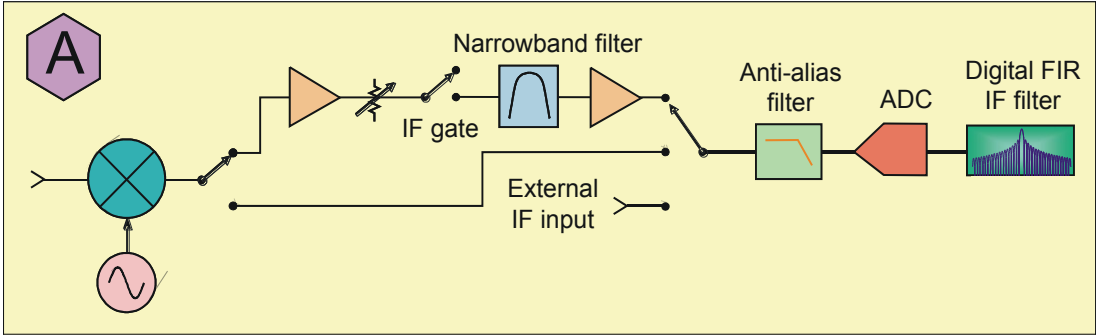 A
Narrowband filter
IF gate
Anti-alias
filter
ADC
Digital FIR
IF filter
External
IF input